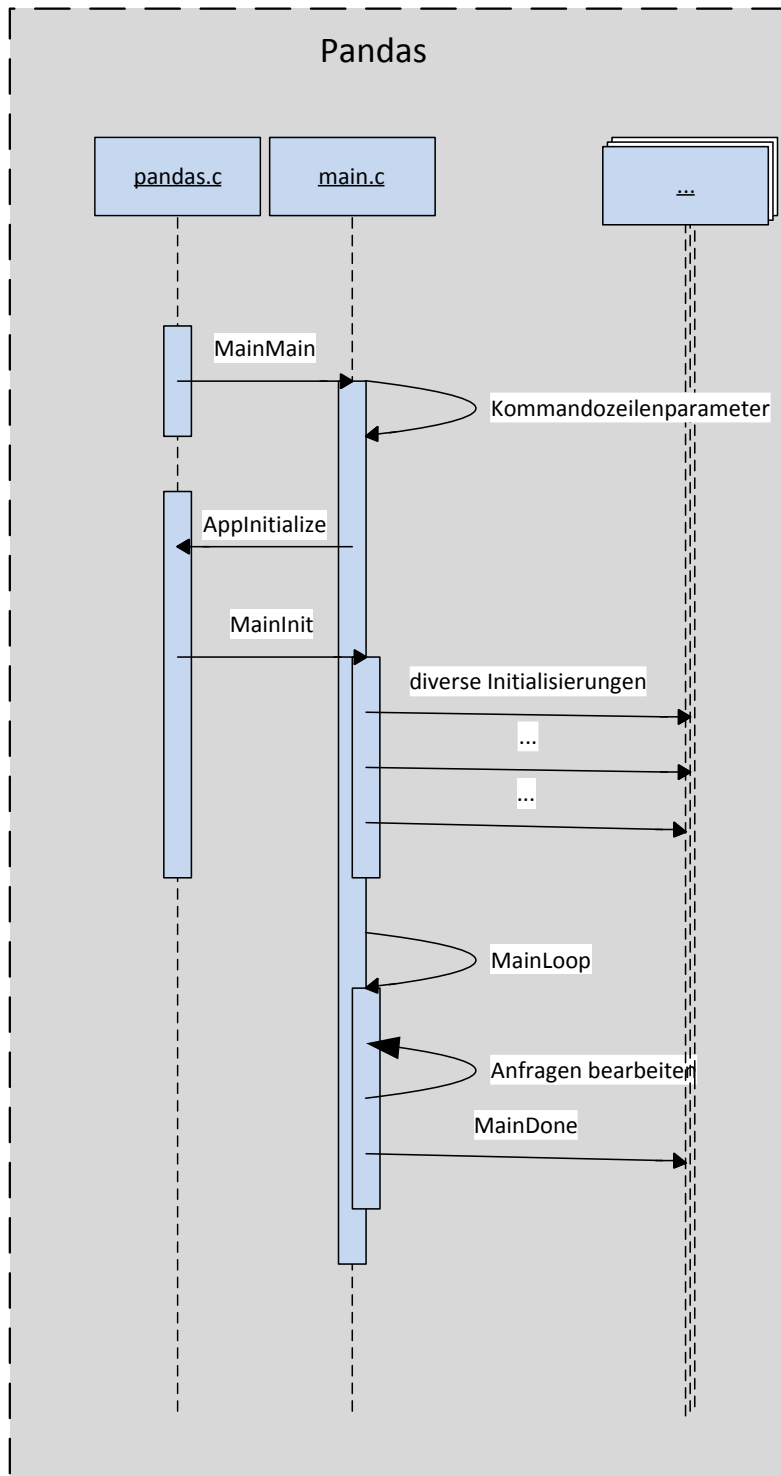 Pandas
pandas.c
main.c
...
MainMain
Kommandozeilenparameter
AppInitialize
MainInit
diverse Initialisierungen
...
...
MainLoop
Anfragen bearbeiten
MainDone